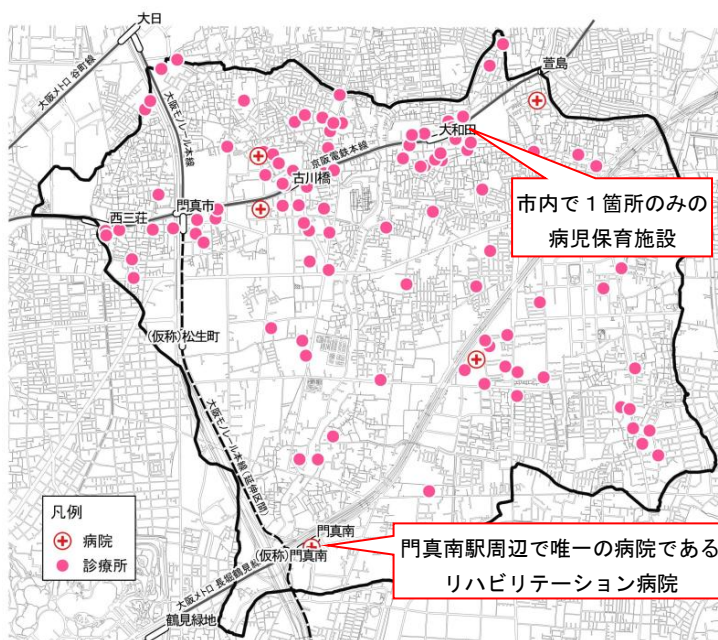 大日
大阪メトロ 谷町線
大阪モノレール本線
萱島
大和田
京阪電鉄本線
古川橋
市内で1箇所のみの
病児保育施設
門真市
西三荘
(仮称)松生町
大阪モノレール本線(延伸区間)
凡例
病院
診療所
門真南
(仮称)門真南
門真南駅周辺で唯一の病院である
リハビリテーション病院
大阪メトロ 長堀鶴見緑
鶴見緑地